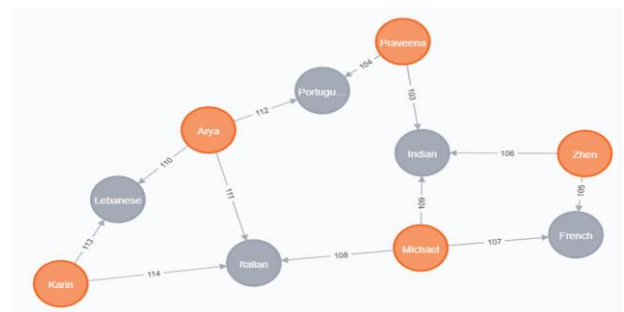 Praveena
104
Portugu...
103
112
Arya
Indian
106
Zhen
110
105
Lebanese
111
109
113
French
Michael
107
Italian
108
114
Karin